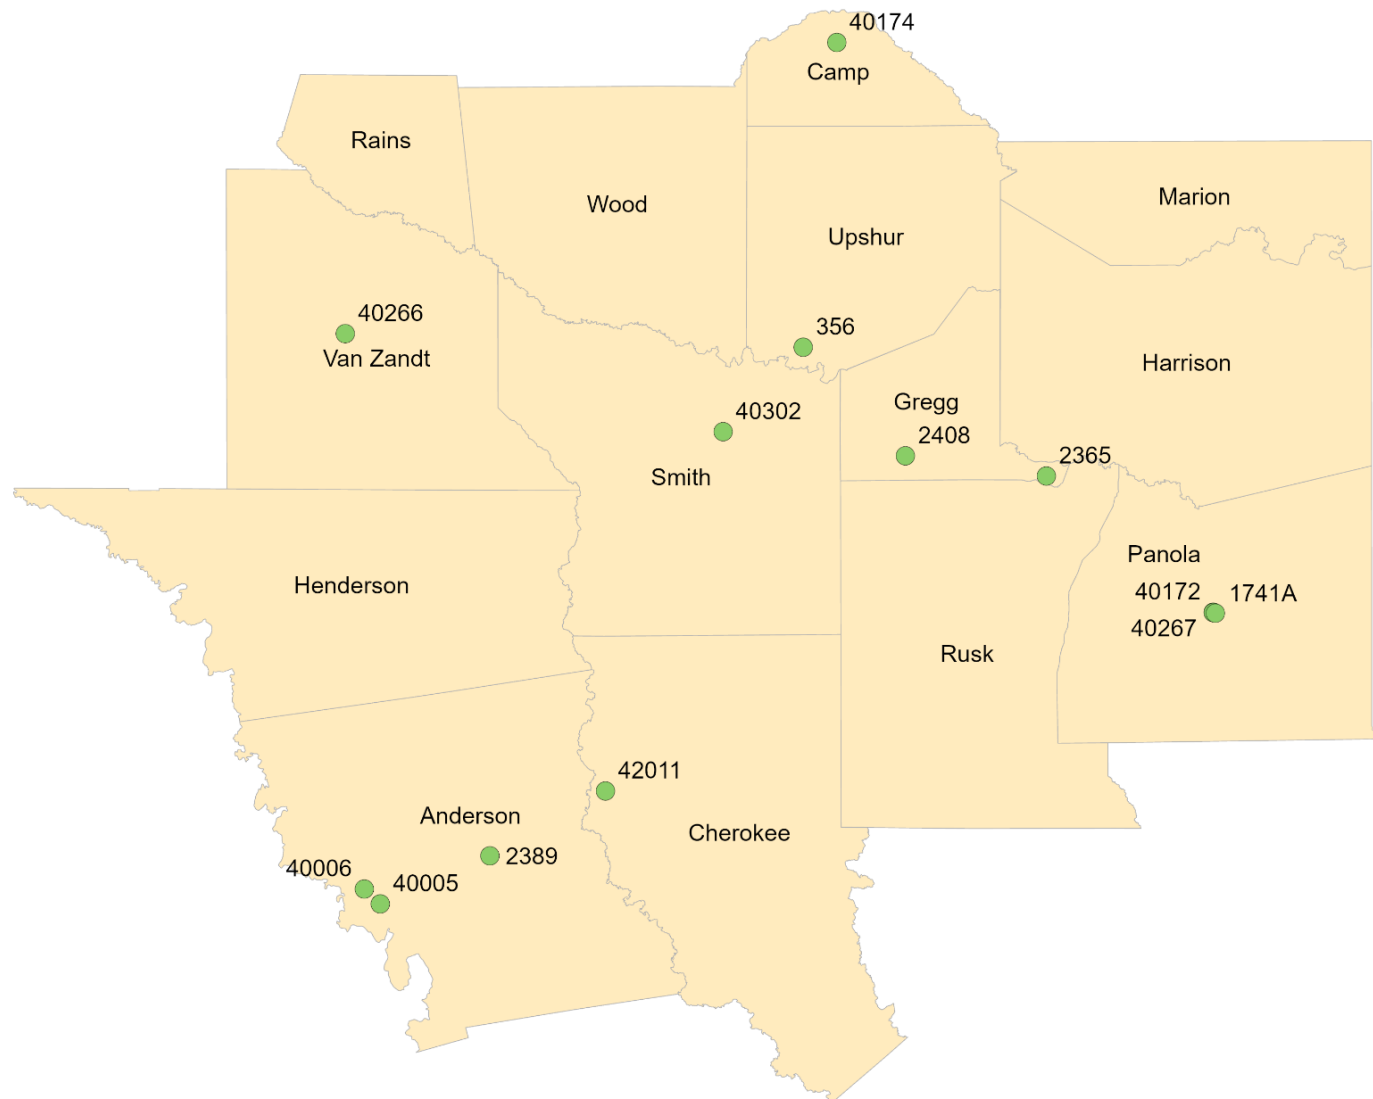 40174
Camp
Rains
Marion
Wood
Upshur
40266
356
Van Zandt
Harrison
Gregg
40302
2408
2365
Smith
Panola
Henderson
40172
1741A
40267
Rusk
42011
Anderson
Cherokee
2389
40006
40005